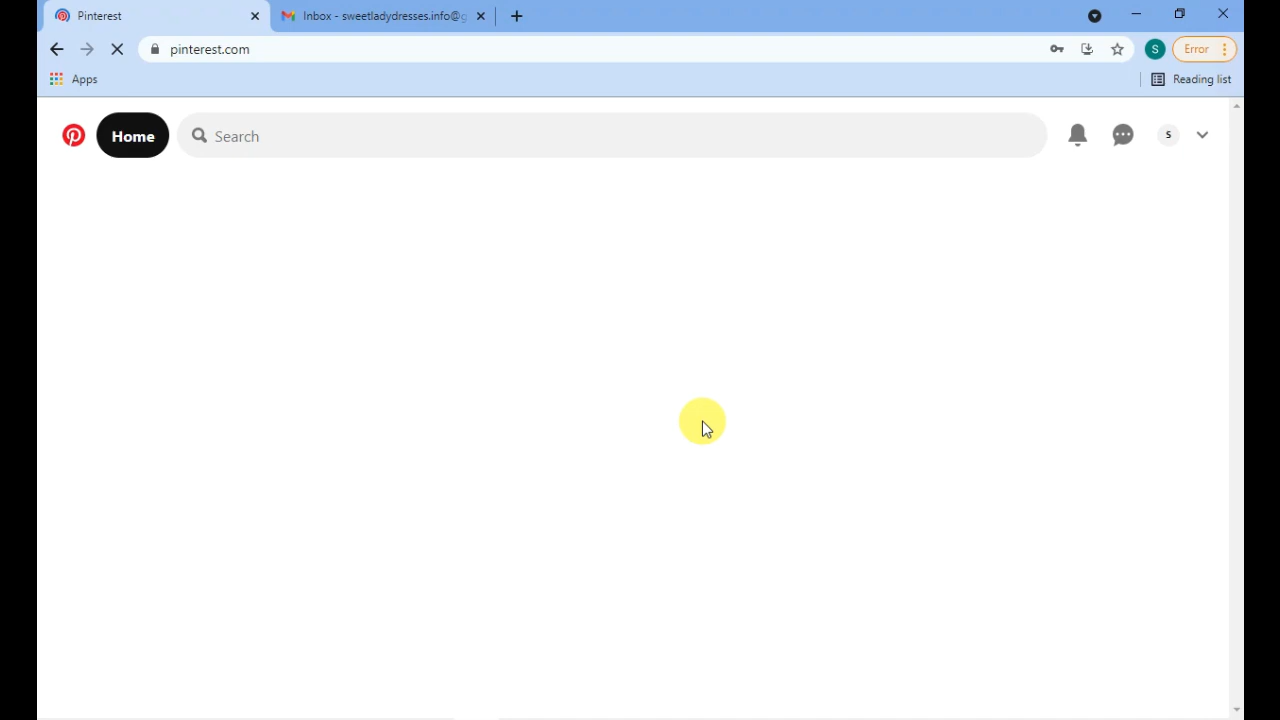 Pinterest
Inbox - sweetladydresses.info@g
pinterest.com
S
Error
Apps
Reading list
Home
Search
S